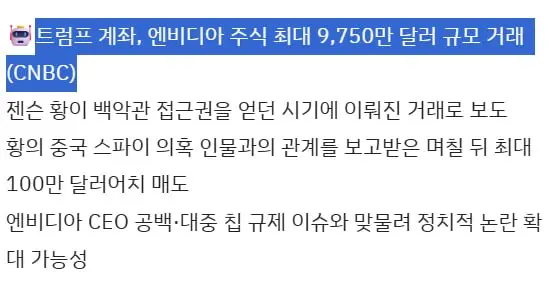 🤖트럼프 계좌, 엔비디아 주식 최대 9,750만 달러 규모 거래
(CNBC)
젠슨 황이 백악관 접근권을 얻던 시기에 이뤄진 거래로 보도
황의 중국 스파이 의혹 인물과의 관계를 보고받은 며칠 뒤 최대
100만 달러어치 매도
엔비디아 CEO 공백·대중 칩 규제 이슈와 맞물려 정치적 논란 확
대 가능성